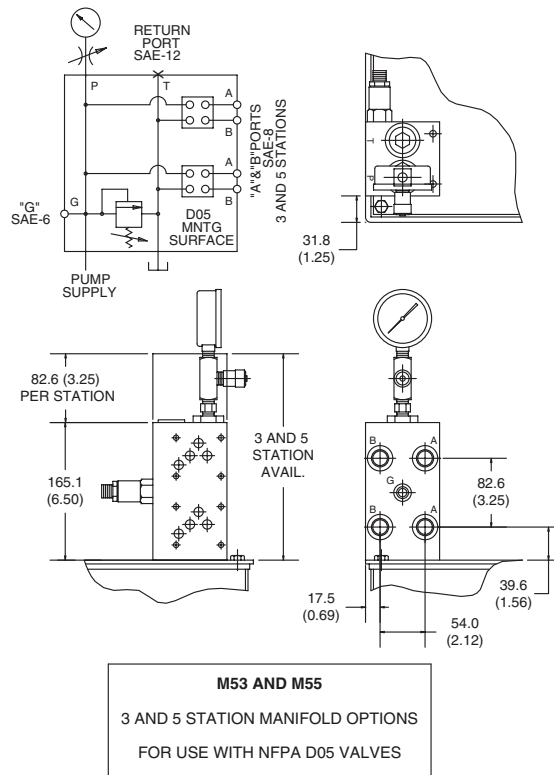 RETURN
PORT
SAE-12
P
T
A
B
A
B
"A"&"B"PORTS
SAE-8
3 AND 5 STATIONS
"G"
SAE-6
G
D05
MNTG
SURFACE
PUMP
SUPPLY
T
P
31.8
(1.25)
82.6 (3.25)
PER STATION
165.1
(6.50)
3 AND 5
STATION
AVAIL.
B
A
G
B
A
82.6
(3.25)
39.6
(1.56)
17.5
(0.69)
54.0
(2.12)
M53 AND M55
3 AND 5 STATION MANIFOLD OPTIONS
FOR USE WITH NFPA D05 VALVES